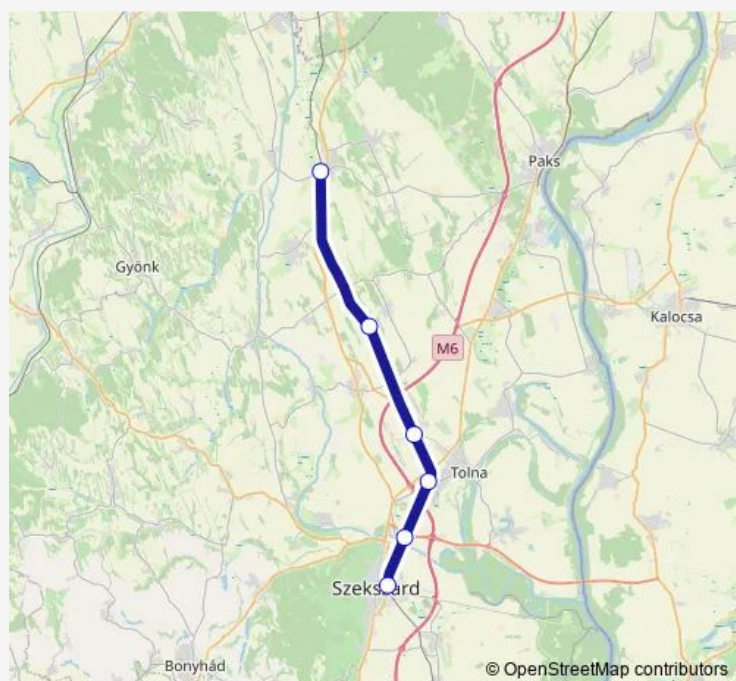 Paks
Gyönk
Kalocsa
M6
Tolna
Szekszárd
Bonyhád
© OpenStreetMap contributors